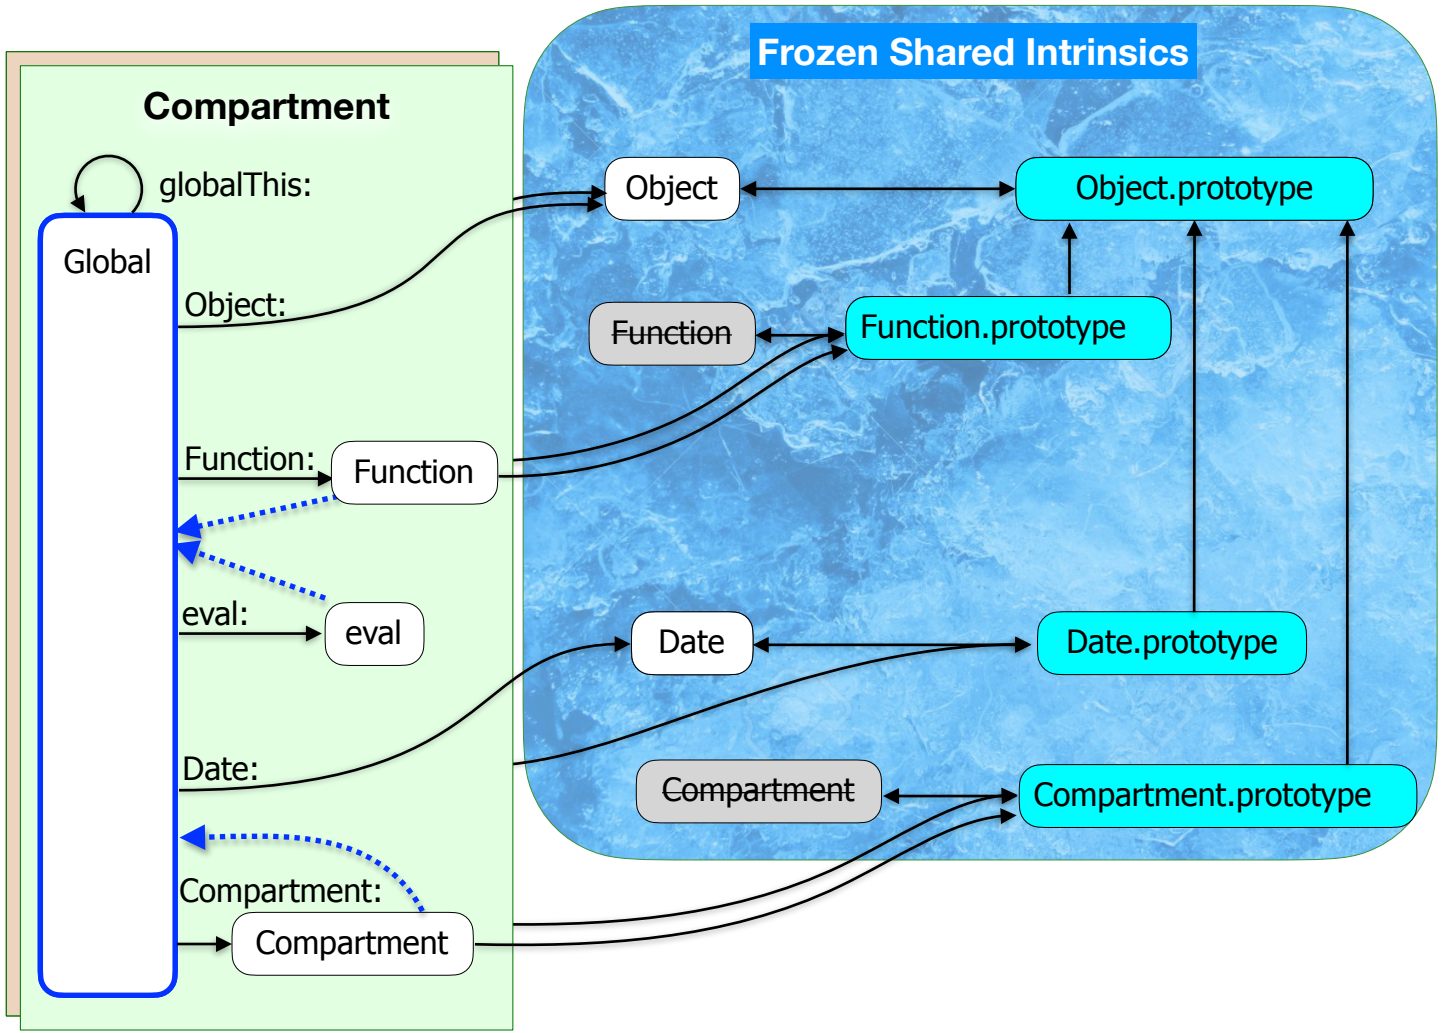 Frozen Shared Intrinsics
Compartment
globalThis:
Global
Object:
Object
Object.prototype
Function
Function.prototype
Function:
Function
eval:
eval
Date
Date.prototype
Date:
Compartment
Compartment.prototype
Compartment:
Compartment